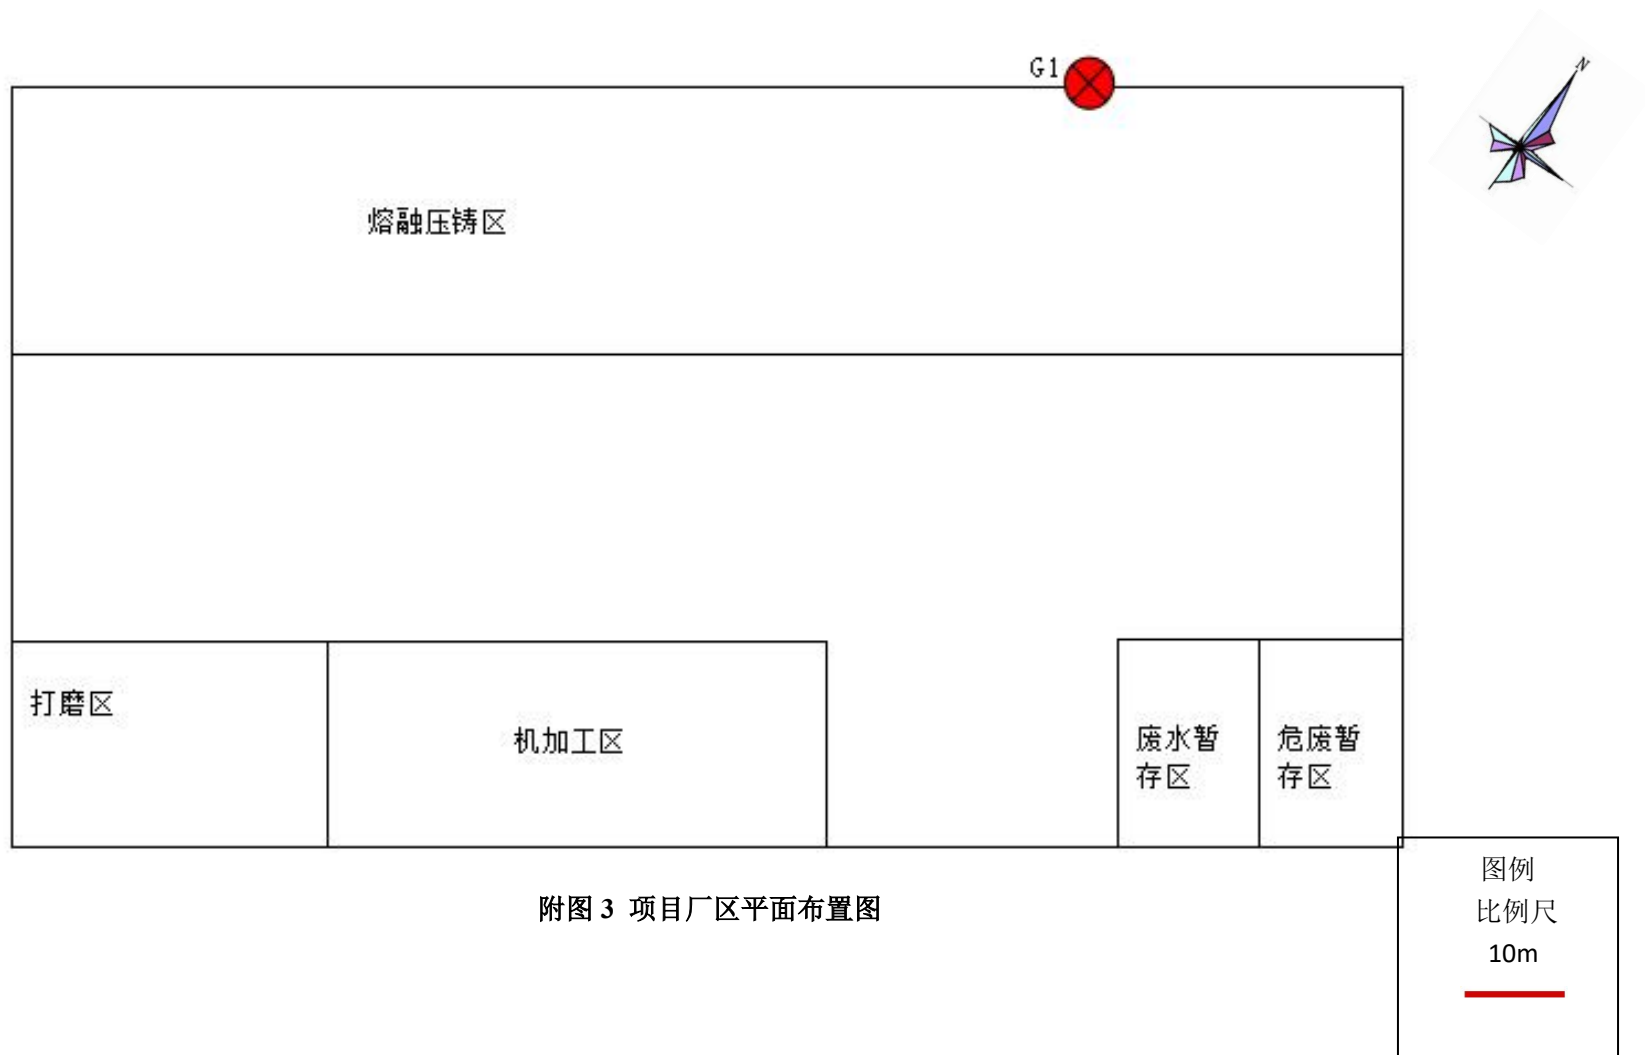 G1
N
熔融压铸区
打磨区
机加工区
废水暂
存区
危废暂
存区
附图 3 项目厂区平面布置图
图例
比例尺
10m